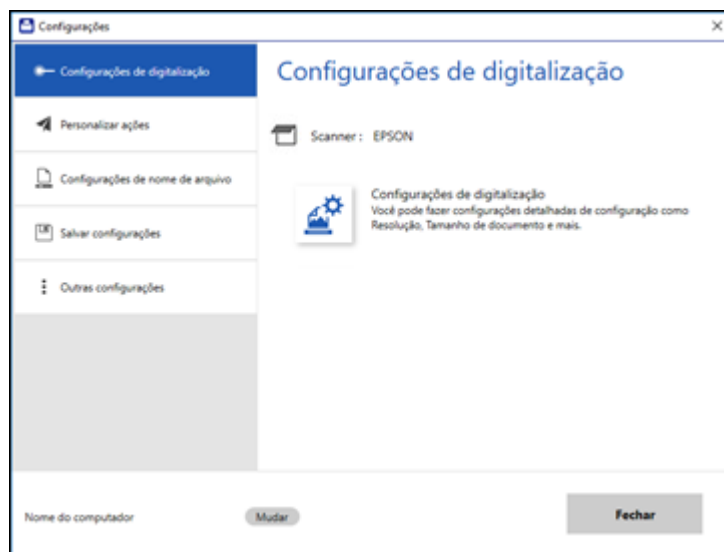 Configurações
Configurações de digitalização
Personalizar ações
Configurações de nome de arquivo
Salvar configurações
Outras configurações
Configurações de digitalização
Scanner : EPSON
Configurações de digitalização
Você pode fazer configurações detalhadas de configuração como
Resolução, Tamanho de documento e mais.
Nome do computador
Mudar
Fechar